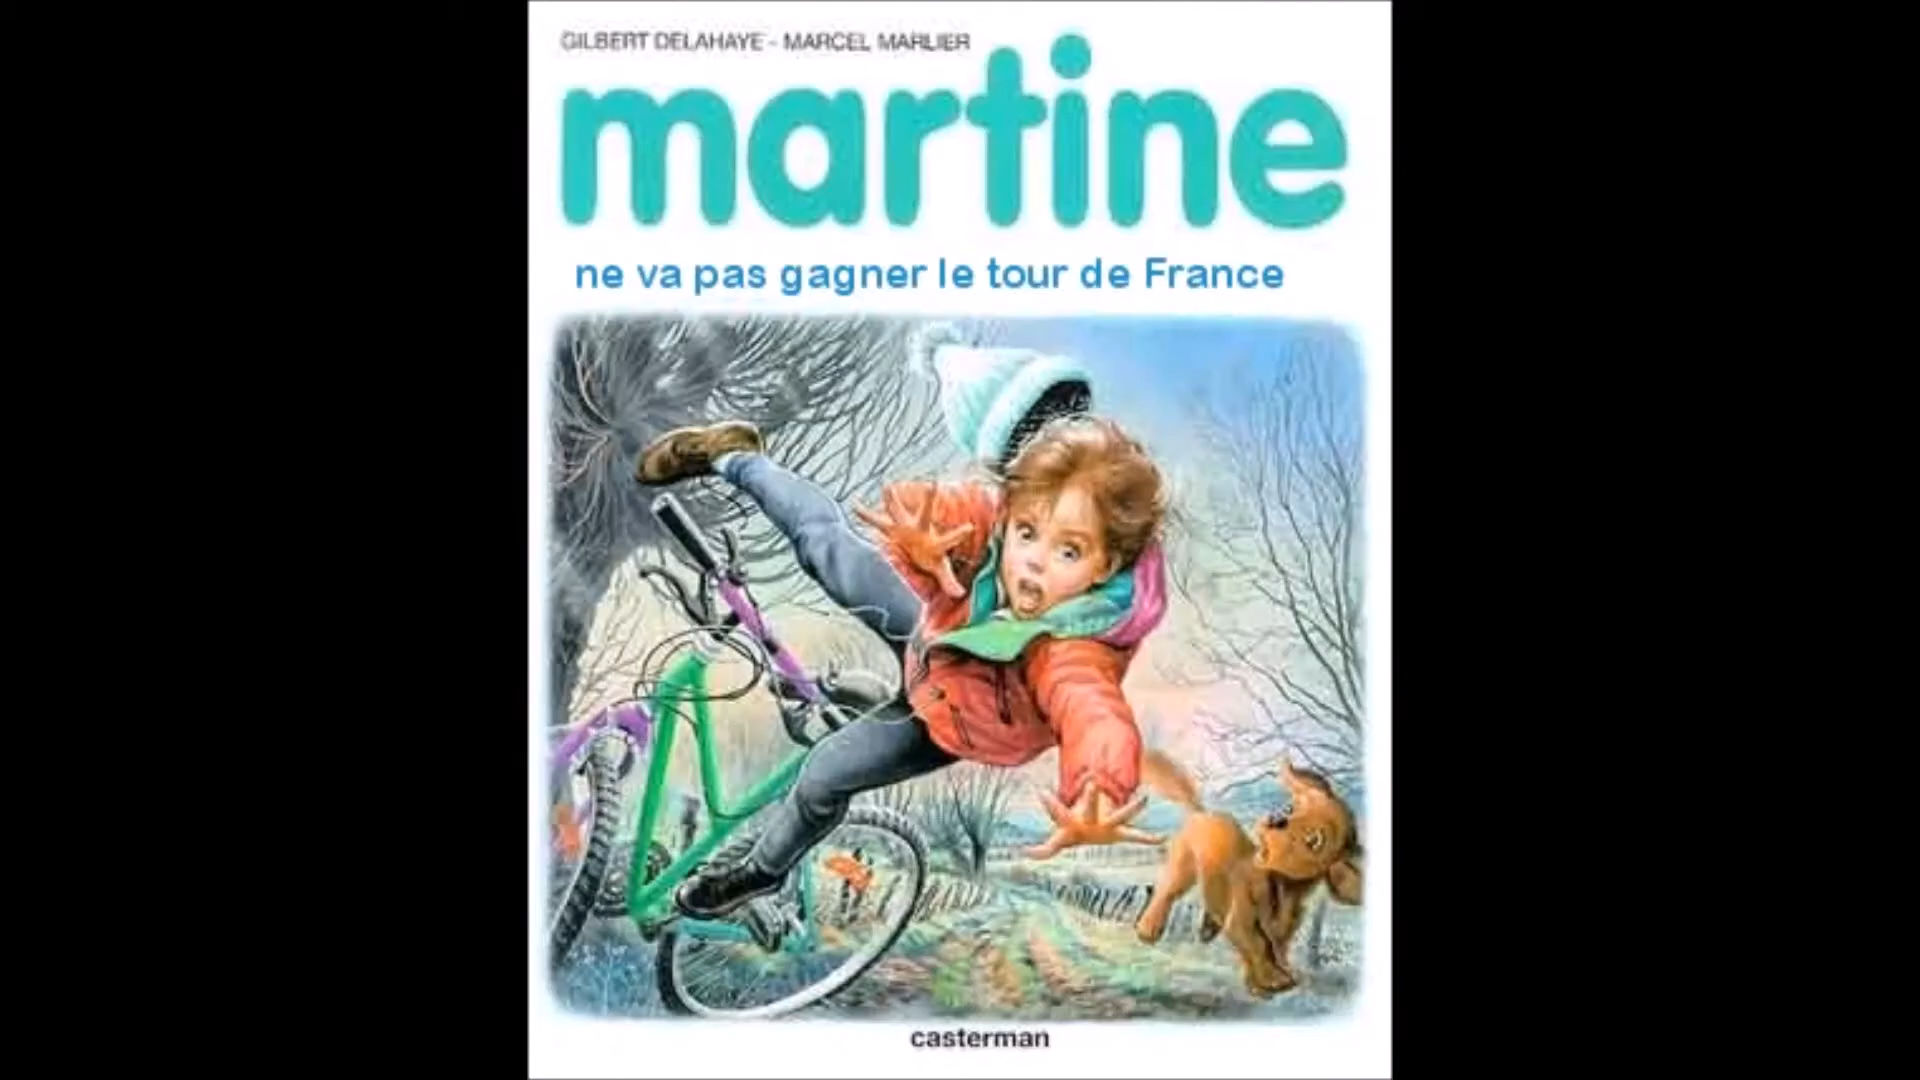 GILBERT DELAHAYE - MARCEL MARLIER
martine
ne va pas gagner le tour de France
casterman